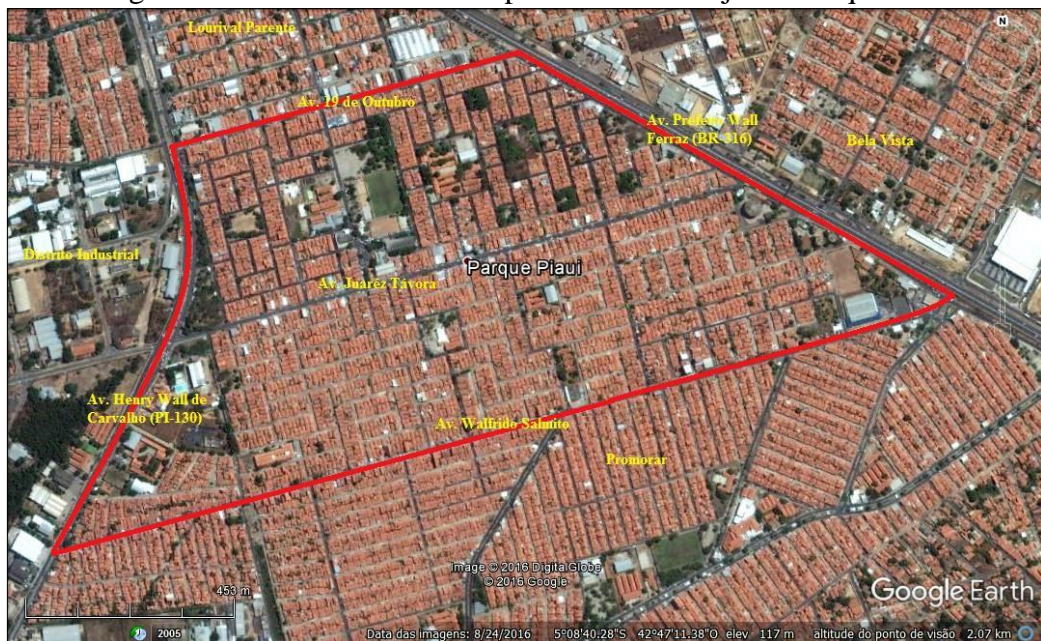 Lourival Parente
N
Av. 19 de Outubro
Av. Prefeito Wall
Ferraz (BR-316)
Bela Vista
Distrito Industrial
Parque Piaui
Av. Juarez Távora
Av. Henry Wall de
Carvalho (PI-130)
Av. Walfrido Salmito
Promorar
Image © 2016 DigitalGlobe
© 2016 Google
453 m
Google Earth
2005
Data das imagens: 8/24/2016 5°08'40.28"S 42°47'11.38"O elev 117 m altitude do ponto de visão 2.07 km